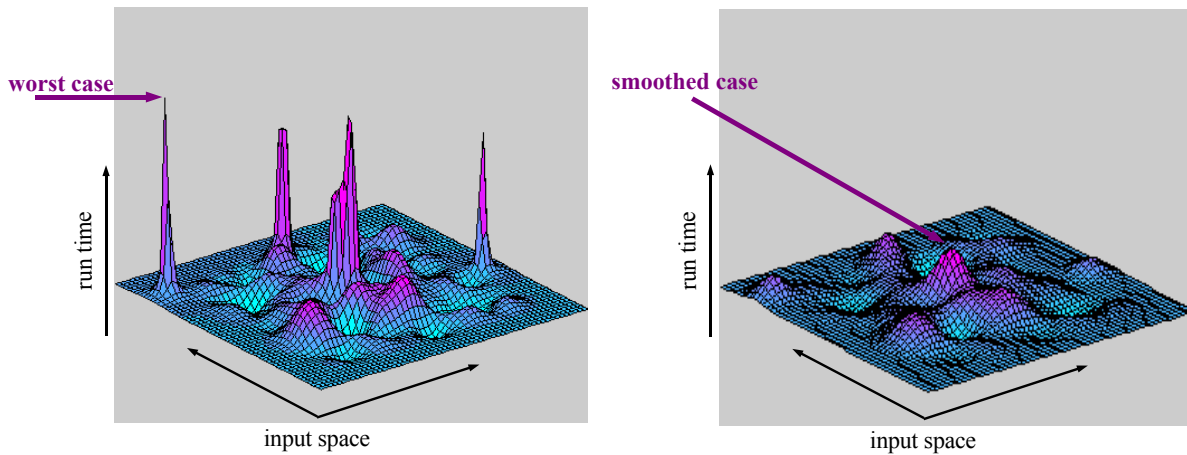 worst case
run time
input space
smoothed case
run time
input space